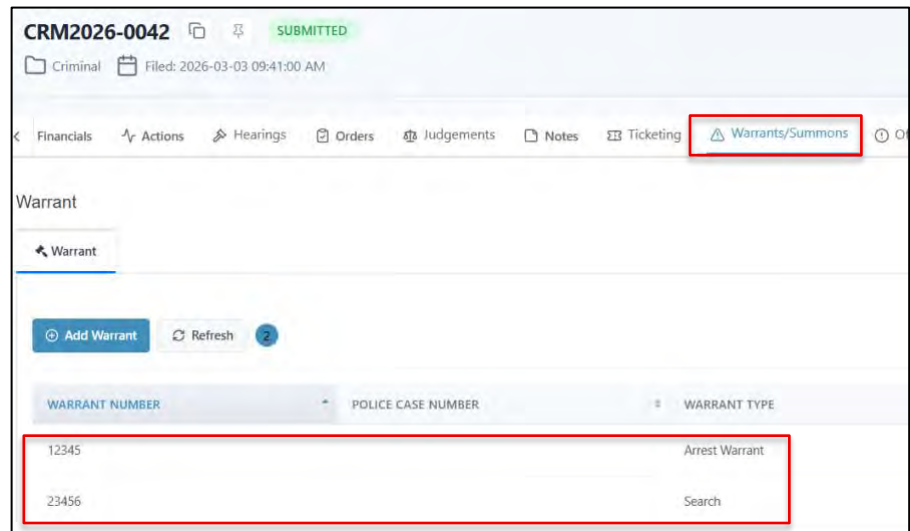 CRM2026-0042 SUBMITTED
Criminal Filed: 2026-03-03 09:41:00 AM
Financials Actions Hearings Orders Judgements Notes Ticketing Warrants/Summons
Warrant
Warrant
Add Warrant Refresh 2
WARRANT NUMBER POLICE CASE NUMBER WARRANT TYPE
12345 Arrest Warrant
23456 Search